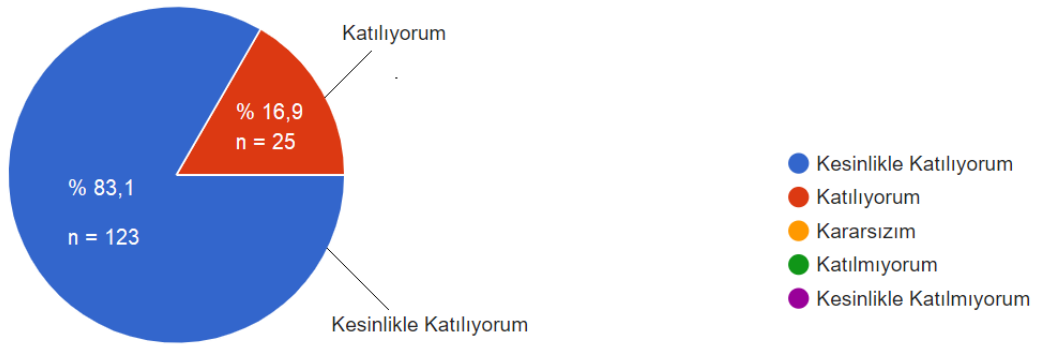 Katılıyorum
% 16,9
n = 25
% 83,1
n = 123
Kesinlikle Katılıyorum
Kesinlikle Katılıyorum
Katılıyorum
Kararsızım
Katılmıyorum
Kesinlikle Katılmıyorum